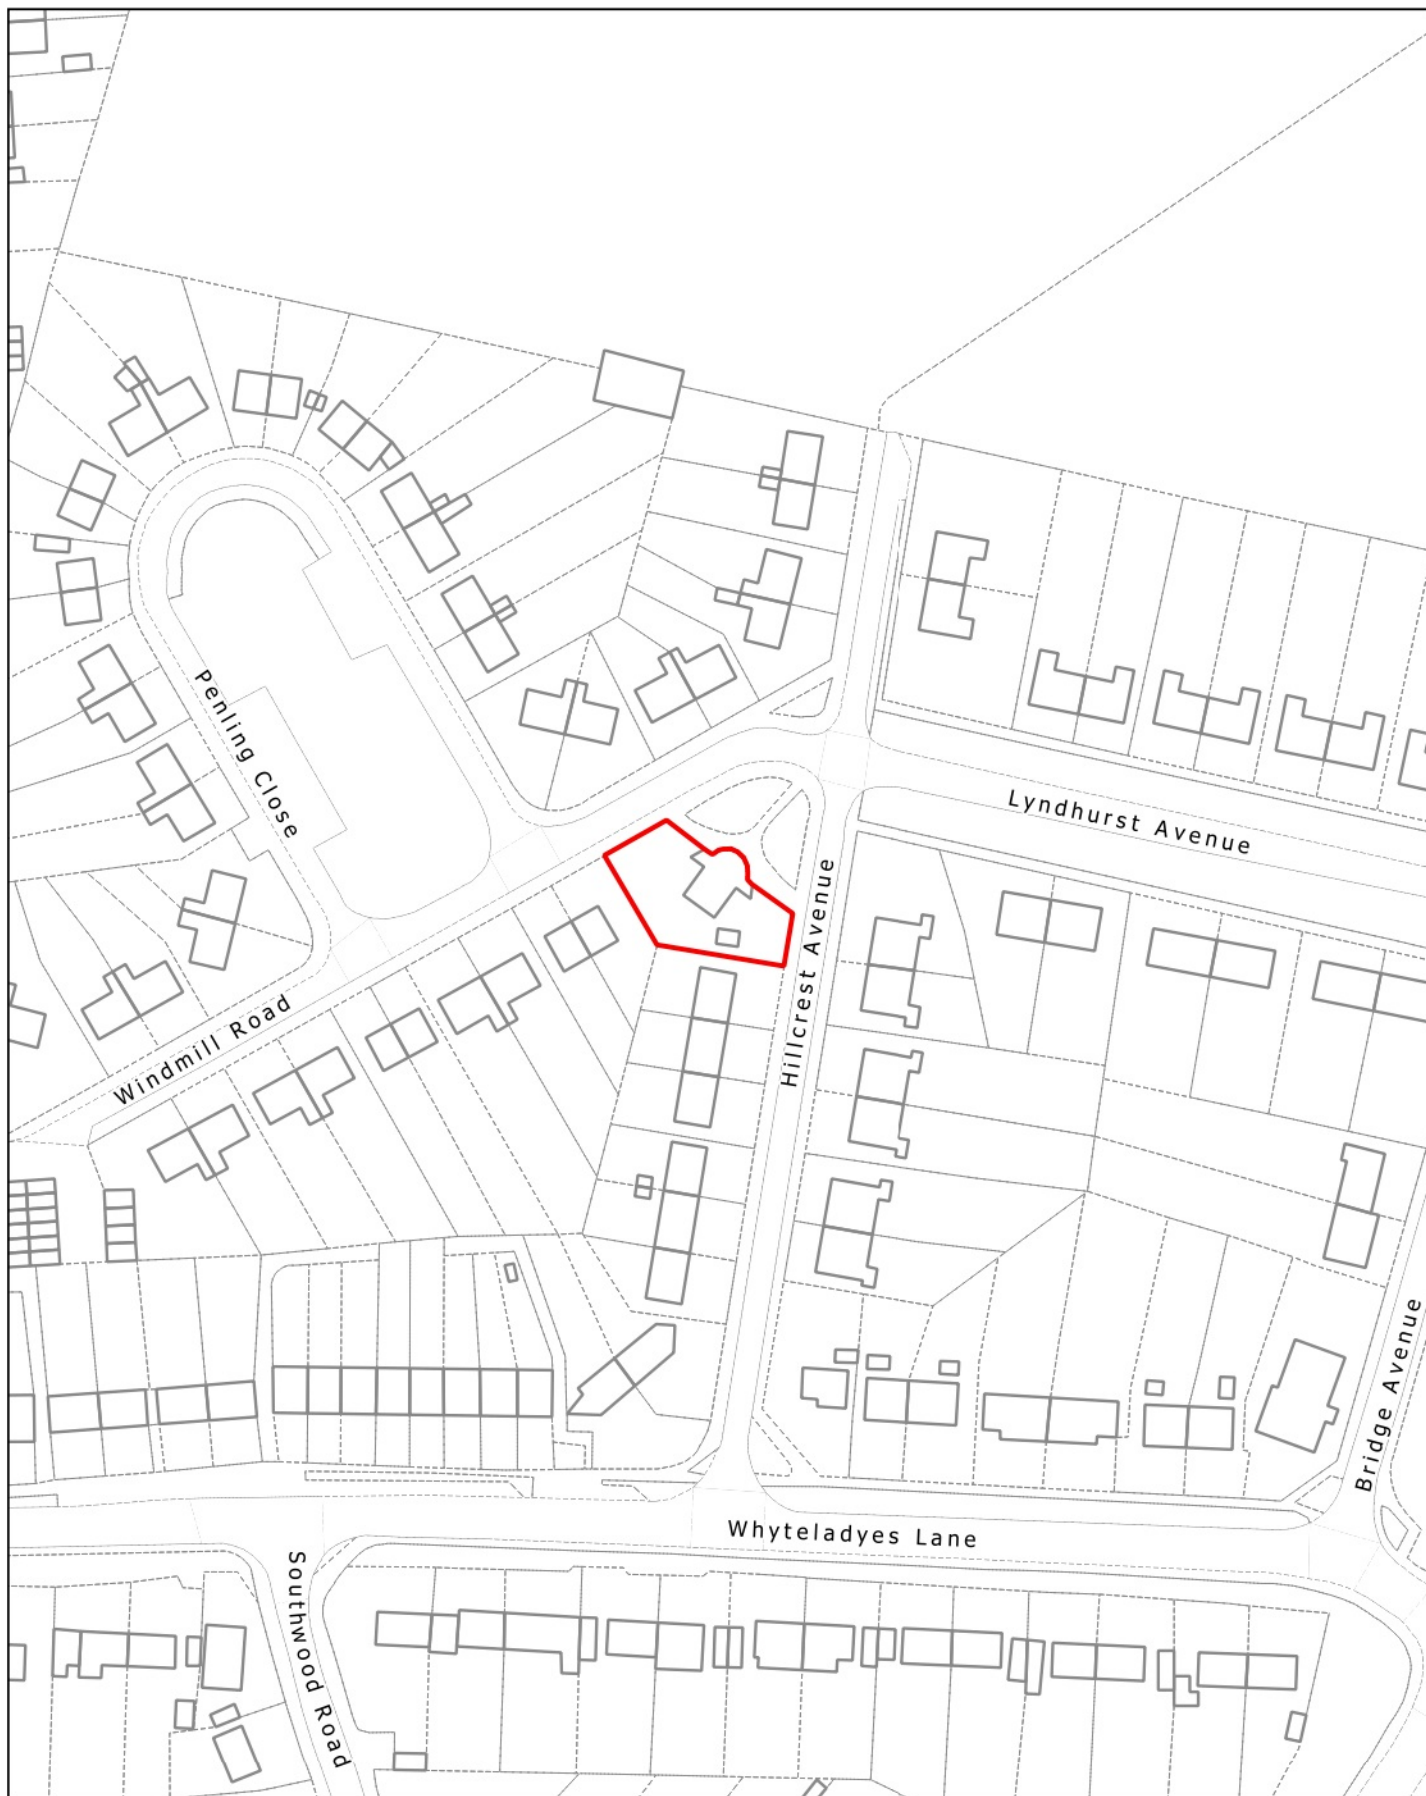 Penling Close
Lyndhurst Avenue
Hillcrest Avenue
Windmill Road
Bridge Avenue
Whyteladyes Lane
Southwood Road